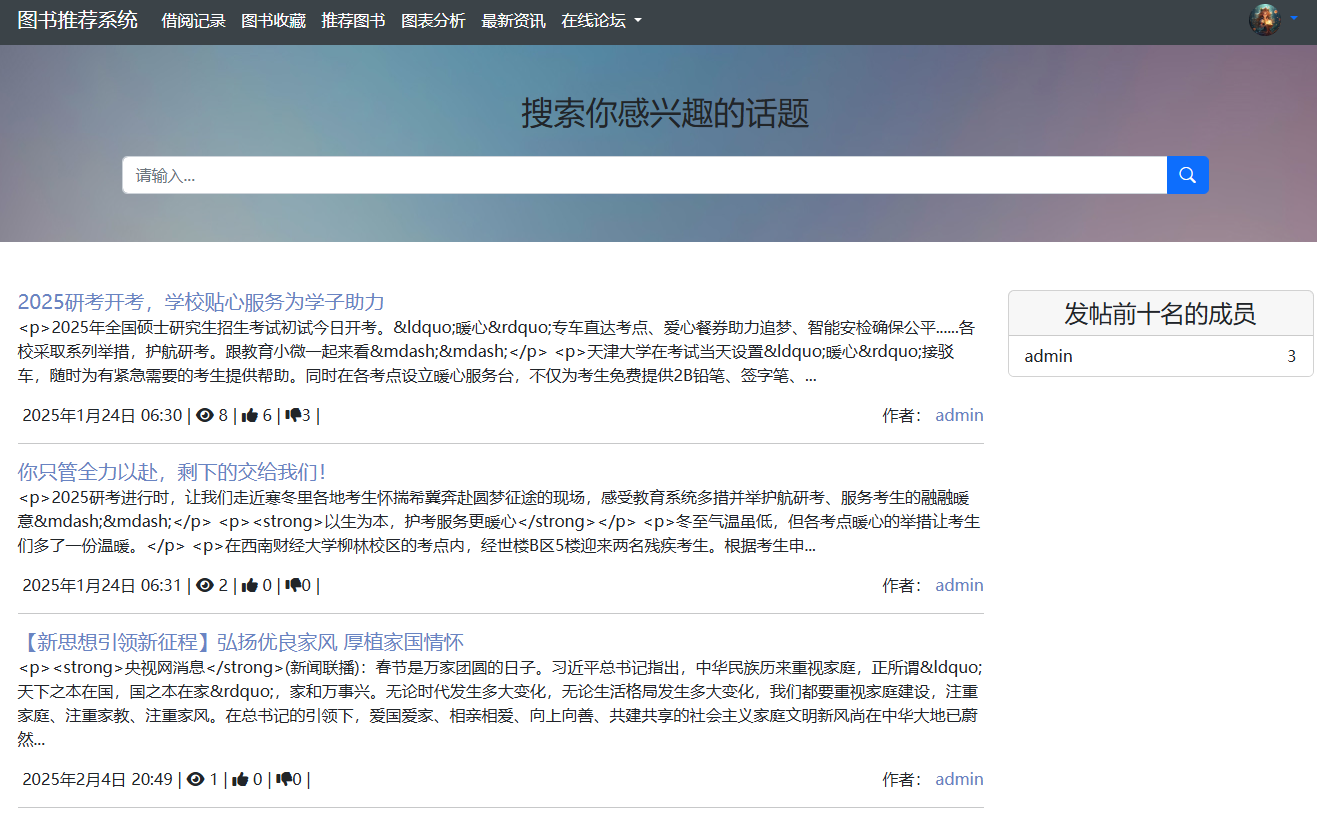 图书推荐系统 借阅记录 图书收藏 推荐图书 图表分析 最新资讯 在线论坛
搜索你感兴趣的话题
请输入...
2025研考开考，学校贴心服务为学子助力
<p>2025年全国硕士研究生招生考试初试今日开考。&ldquo;暖心&rdquo;专车直达考点、爱心餐券助力追梦、智能安检确保公平……各
校采取系列举措，护航研考。跟教育小微一起来看&mdash;&mdash;</p> <p>天津大学在考试当天设置&ldquo;暖心&rdquo;接驳
车，随时为有紧急需要的考生提供帮助。同时在各考点设立暖心服务台，不仅为考生免费提供2B铅笔、签字笔、...
2025年1月24日 06:30 | 8 | 6 | 3 | 作者： admin
你只管全力以赴，剩下的交给我们！
<p>2025研考进行时，让我们走近寒冬里各地考生怀揣希冀奔赴圆梦征途的现场，感受教育系统多措并举护航研考、服务考生的融融暖
意&mdash;&mdash;</p> <p><strong>以生为本，护考服务更暖心</strong></p> <p>冬至气温虽低，但各考点暖心的举措让考生
们多了一份温暖。</p> <p>在西南财经大学柳林校区的考点内，经世楼B区5楼迎来两名残疾考生。根据考生申...
2025年1月24日 06:31 | 2 | 0 | 0 | 作者： admin
【新思想引领新征程】弘扬优良家风 厚植家国情怀
<p><strong>央视网消息</strong>(新闻联播)：春节是万家团圆的日子。习近平总书记指出，中华民族历来重视家庭，正所谓&ldquo;
天下之本在国，国之本在家&rdquo;，家和万事兴。无论时代发生多大变化，无论生活格局发生多大变化，我们都要重视家庭建设，注重
家庭、注重家教、注重家风。在总书记的引领下，爱国爱家、相亲相爱、向上向善、共建共享的社会主义家庭文明新风尚在中华大地已蔚
然...
2025年2月4日 20:49 | 1 | 0 | 0 | 作者： admin
发帖前十名的成员
admin 3